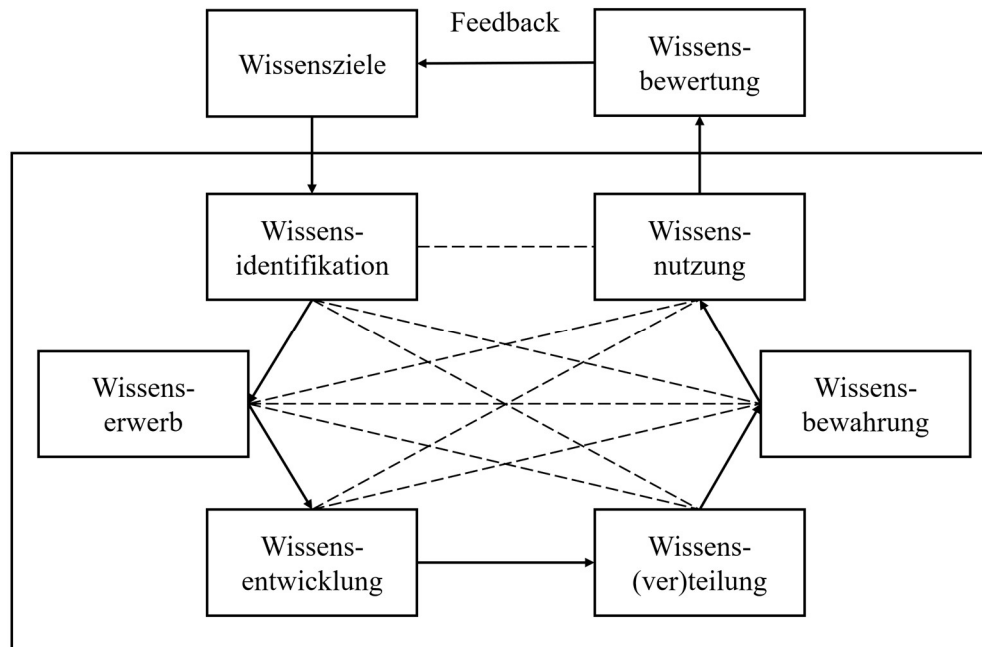 Feedback
Wissensziele
Wissens-
bewertung
Wissens-
identifikation
Wissens-
nutzung
Wissens-
erwerb
Wissens-
bewahrung
Wissens-
entwicklung
Wissens-
(ver)teilung